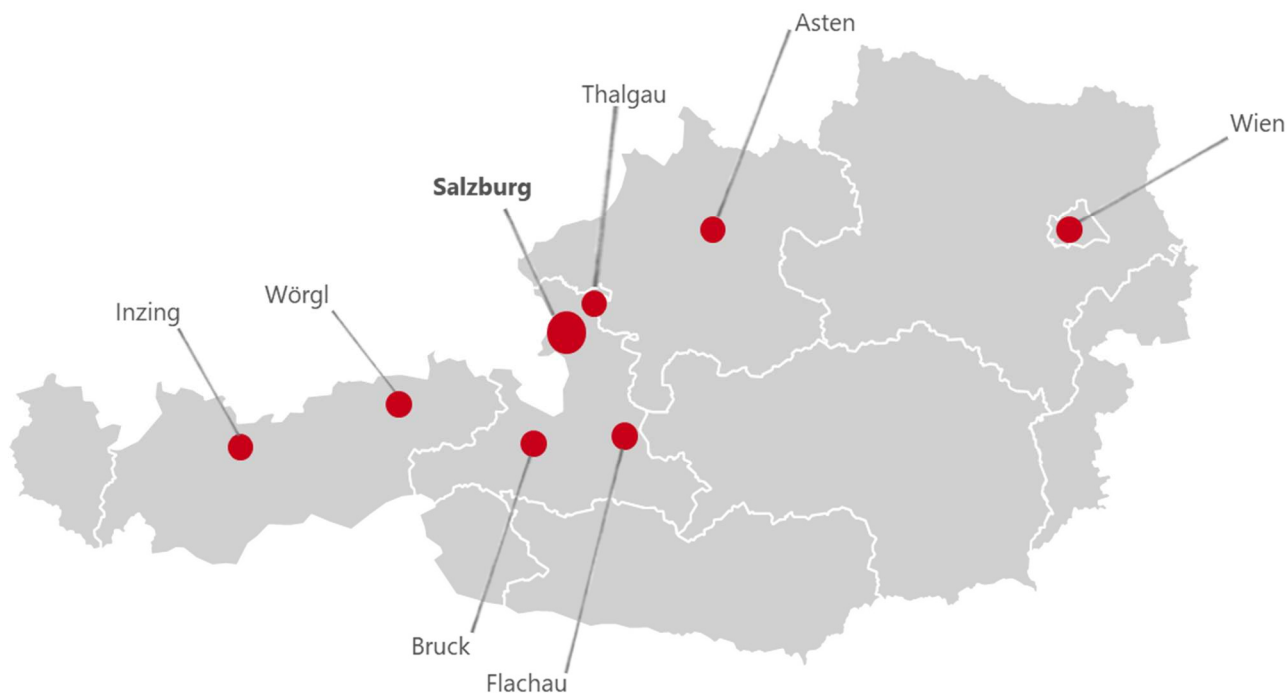 Asten
Thalgau
Wien
Salzburg
Wörgl
Inzing
Bruck
Flachau